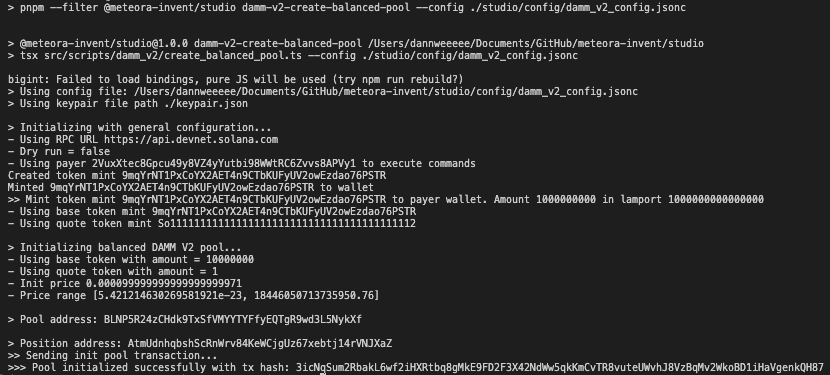 > pnpm --filter @meteora-invent/studio damm-v2-create-balanced-pool --config ./studio/config/damm_v2_config.jsonc
> @meteora-invent/studio@1.0.0 damm-v2-create-balanced-pool /Users/dannweeeee/Documents/GitHub/meteora-invent/studio
> tsx src/scripts/damm_v2/create_balanced_pool.ts --config ./studio/config/damm_v2_config.jsonc
bigint: Failed to load bindings, pure JS will be used (try npm run rebuild?)
> Using config file: /Users/dannweeeee/Documents/GitHub/meteora-invent/studio/config/damm_v2_config.jsonc
> Using keypair file path ./keypair.json
> Initializing with general configuration...
- Using RPC URL https://api.devnet.solana.com
- Dry run = false
- Using payer 2VuxXtec8Gpcu49y8VZ4yYutbi98WWtRC6Zvvs8APVy1 to execute commands
Created token mint 9mqYrNT1PxCoYX2AET4n9CTbKUFyUV2owEzdao76PSTR
Minted 9mqYrNT1PxCoYX2AET4n9CTbKUFyUV2owEzdao76PSTR to wallet
>> Mint token mint 9mqYrNT1PxCoYX2AET4n9CTbKUFyUV2owEzdao76PSTR to payer wallet. Amount 1000000000 in lamport 1000000000000000
- Using base token mint 9mqYrNT1PxCoYX2AET4n9CTbKUFyUV2owEzdao76PSTR
- Using quote token mint So11111111111111111111111111111111111111112
> Initializing balanced DAMM V2 pool...
- Using base token with amount = 10000000
- Using quote token with amount = 1
- Init price 0.000099999999999999999971
- Price range [5.421214630269581921e-23, 18446050713735950.76]
> Pool address: BLNP5R24zCHdk9TxSfVMYYTYFfyEQTgR9wd3L5NykXf
> Position address: AtmUdnhqbshScRnWrv84KeWCjgUz67xebtj14rVNJXaZ
>> Sending init pool transaction...
>>> Pool initialized successfully with tx hash: 3icNgSum2RbakL6wf2iHXRtbq8gMkE9FD2F3X42NdWw5qkKmCvTR8vuteUWvhJ8VzBqMv2WkoBD1iHaVgenkQH87